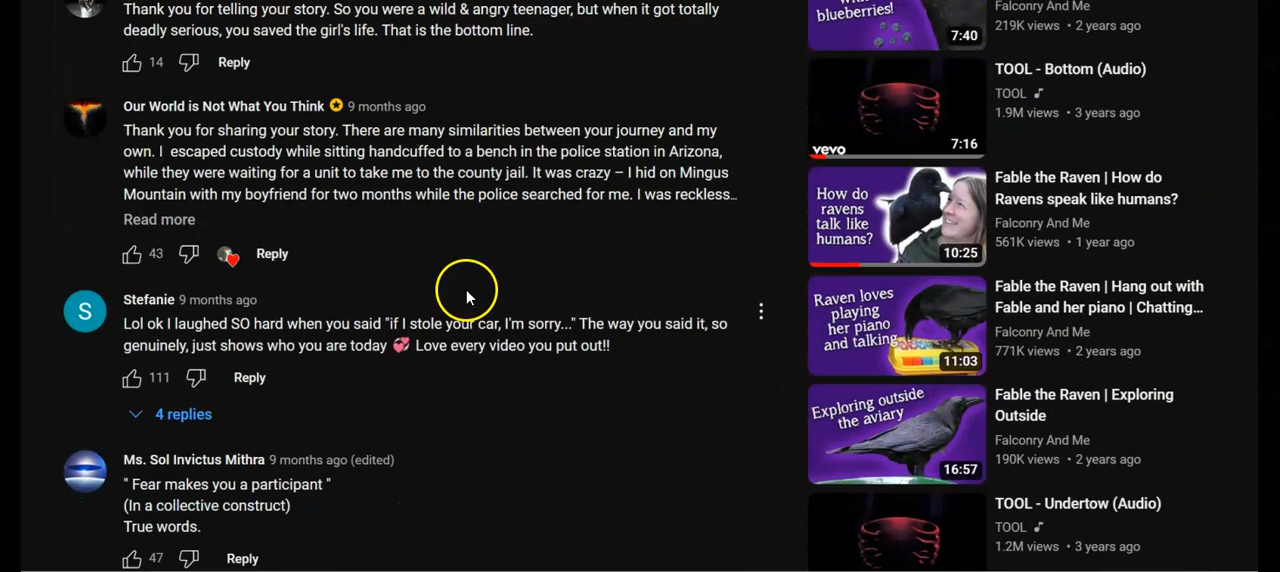 Thank you for telling your story. So you were a wild & angry teenager, but when it got totally
deadly serious, you saved the girl's life. That is the bottom line.
14 Reply
Our World is Not What You Think 9 months ago
Thank you for sharing your story. There are many similarities between your journey and my
own. I escaped custody while sitting handcuffed to a bench in the police station in Arizona,
while they were waiting for a unit to take me to the county jail. It was crazy – I hid on Mingus
Mountain with my boyfriend for two months while the police searched for me. I was reckless...
Read more
43 Reply
S
Stefanie 9 months ago
Lol ok I laughed SO hard when you said "if I stole your car, I'm sorry..." The way you said it, so
genuinely, just shows who you are today 💞 Love every video you put out!!
111 Reply
4 replies
Ms. Sol Invictus Mithra 9 months ago (edited)
" Fear makes you a participant "
(In a collective construct)
True words.
47 Reply
blueberries!
7:40
Falconry And Me
219K views • 2 years ago
vevo
7:16
TOOL - Bottom (Audio)
TOOL
1.9M views • 3 years ago
How do
ravens
talk like
humans?
10:25
Fable the Raven | How do
Ravens speak like humans?
Falconry And Me
561K views • 1 year ago
Raven loves
playing
her piano
and talking
11:03
Fable the Raven | Hang out with
Fable and her piano | Chatting...
Falconry And Me
771K views • 2 years ago
Exploring outside
the aviary
16:57
Fable the Raven | Exploring
Outside
Falconry And Me
190K views • 2 years ago
TOOL - Undertow (Audio)
TOOL
1.2M views • 3 years ago